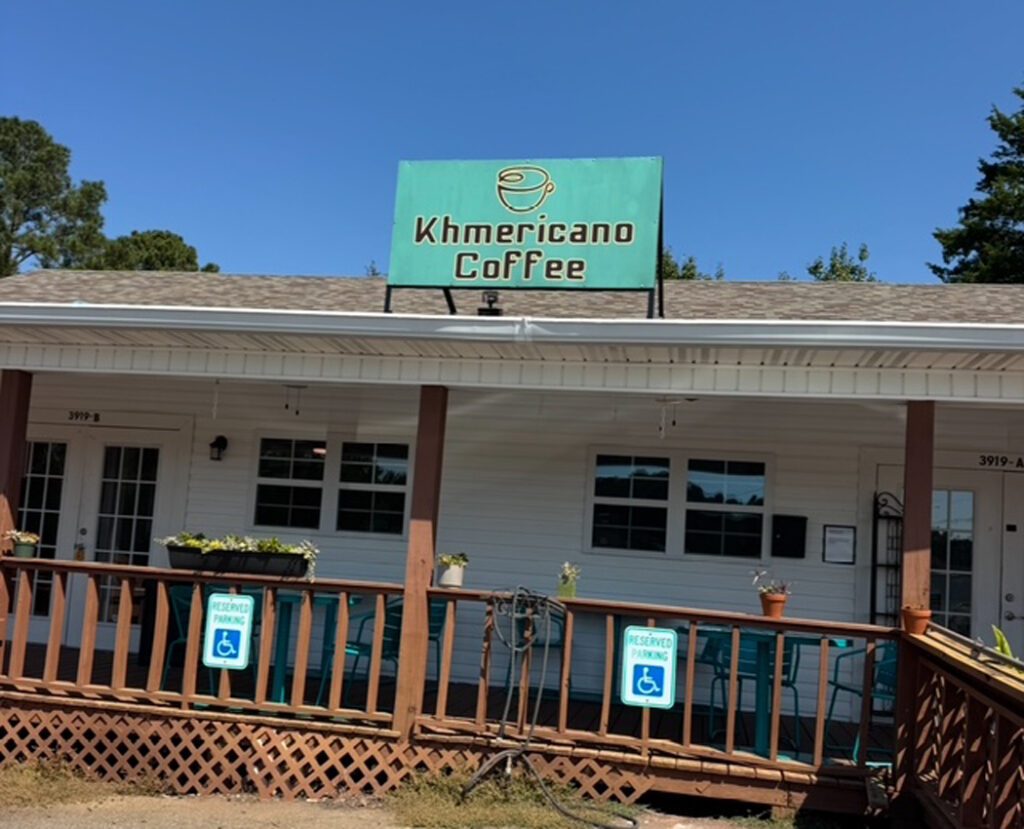 Khmericano
Coffee
3919-B
3919-A
RESERVED
PARKING
RESERVED
PARKING